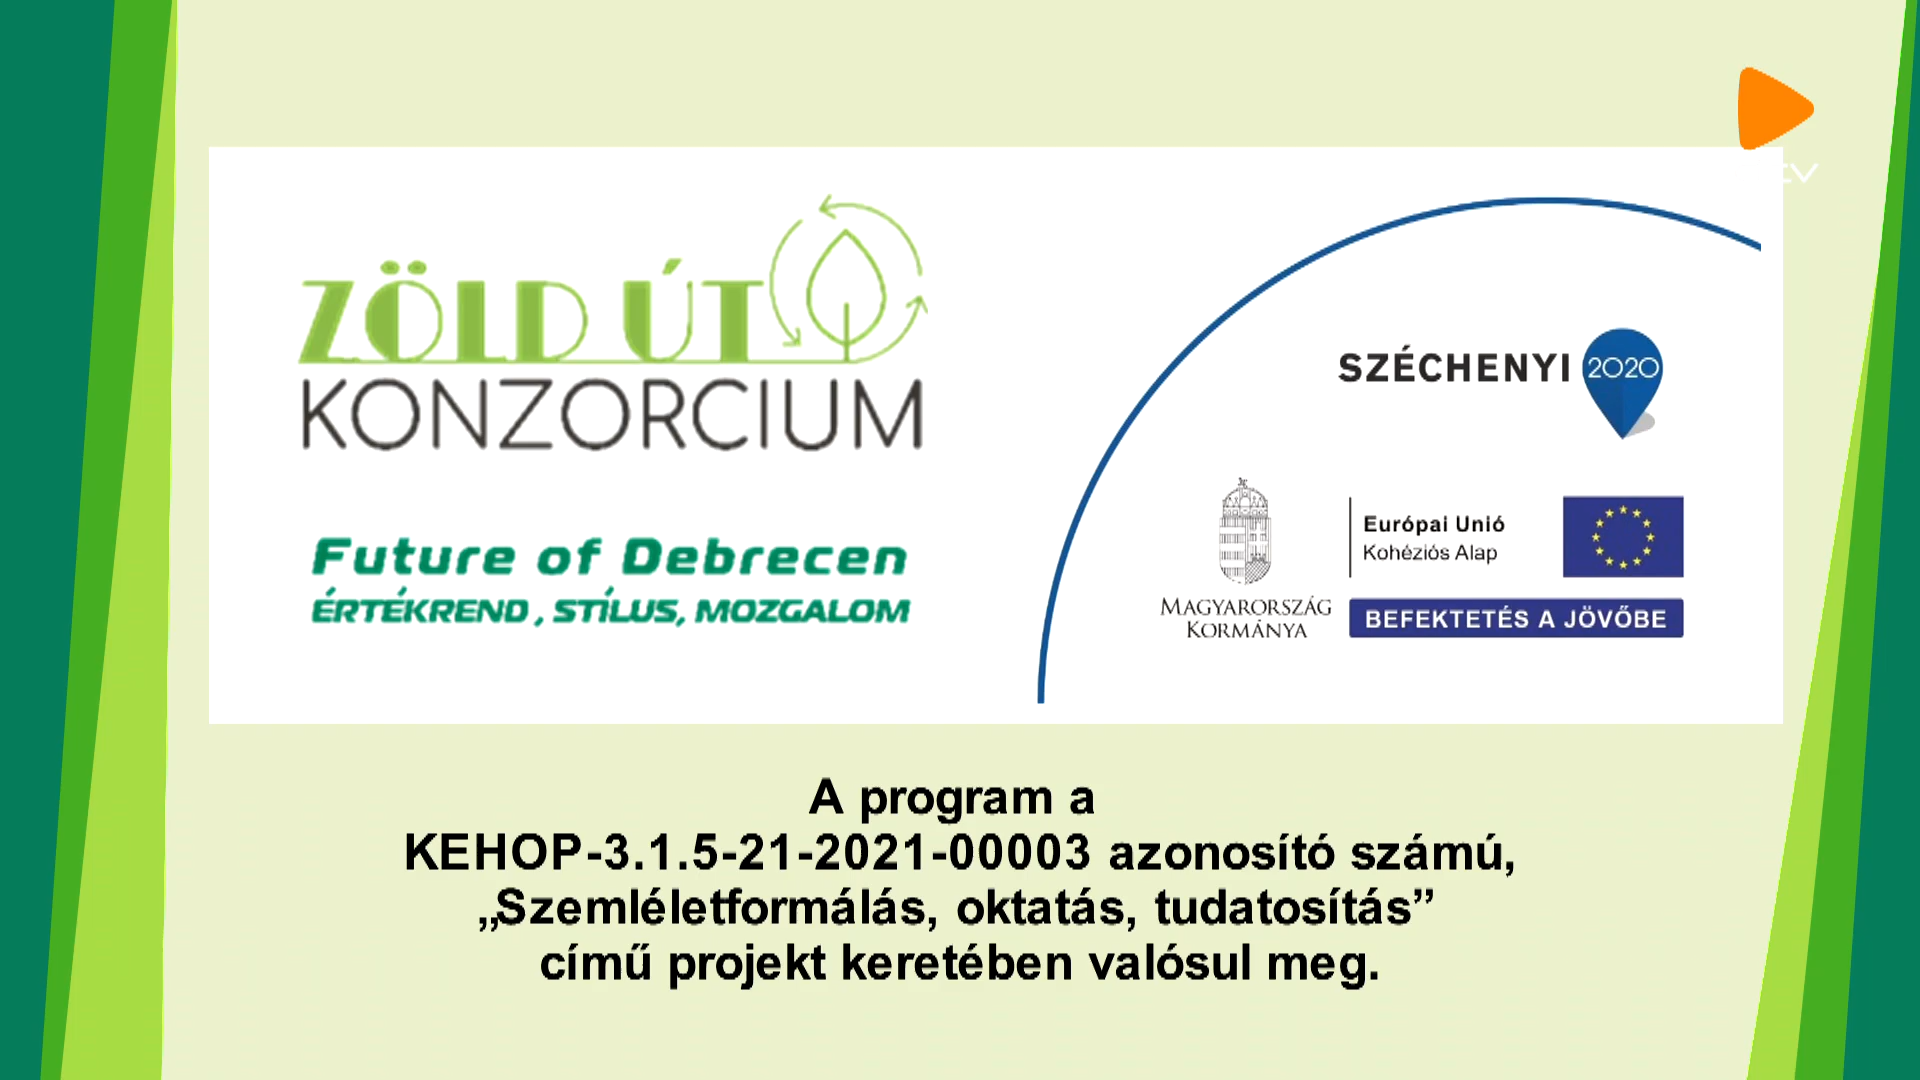 ZÖLD ÚT
KONZORCIUM
Future of Debrecen
ÉRTÉKREND, STÍLUS, MOZGALOM
SZÉCHENYI 2020
MAGYARORSZÁG
KORMÁNYA
Európai Unió
Kohéziós Alap
BEFEKTETÉS A JÖVŐBE
A program a
KEHOP-3.1.5-21-2021-00003 azonosító számú,
„Szemléletformálás, oktatás, tudatosítás”
című projekt keretében valósul meg.